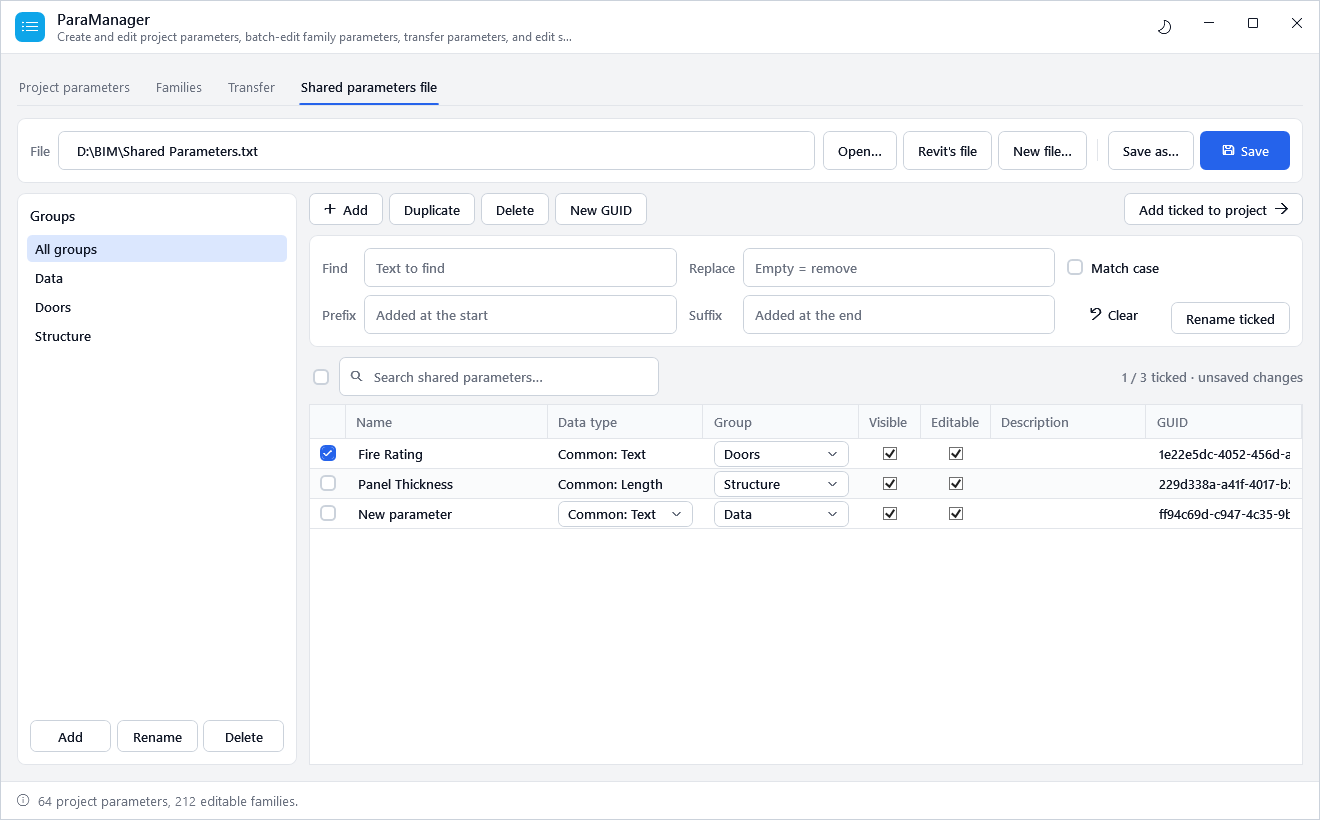 ParaManager
Create and edit project parameters, batch-edit family parameters, transfer parameters, and edit s...
Project parameters Families Transfer Shared parameters file
File D:\BIM\Shared Parameters.txt Open... Revit's file New file... Save as... Save
Groups
All groups
Data
Doors
Structure
Add Rename Delete
Add Duplicate Delete New GUID Add ticked to project
Find Text to find Replace Empty = remove Match case
Prefix Added at the start Suffix Added at the end Clear Rename ticked
Search shared parameters... 1 / 3 ticked · unsaved changes
Name Data type Group Visible Editable Description GUID
Fire Rating Common: Text Doors 1e22e5dc-4052-456d-a
Panel Thickness Common: Length Structure 229d338a-a41f-4017-b
New parameter Common: Text Data ff94c69d-c947-4c35-9b
64 project parameters, 212 editable families.